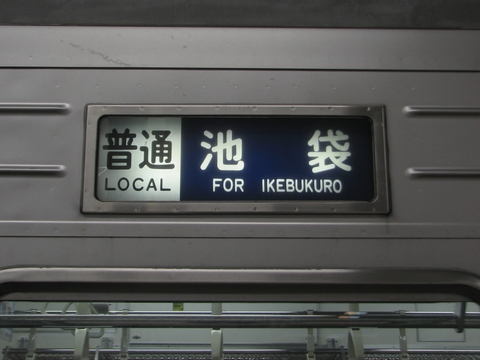 普通 池袋
LOCAL FOR IKEBUKURO